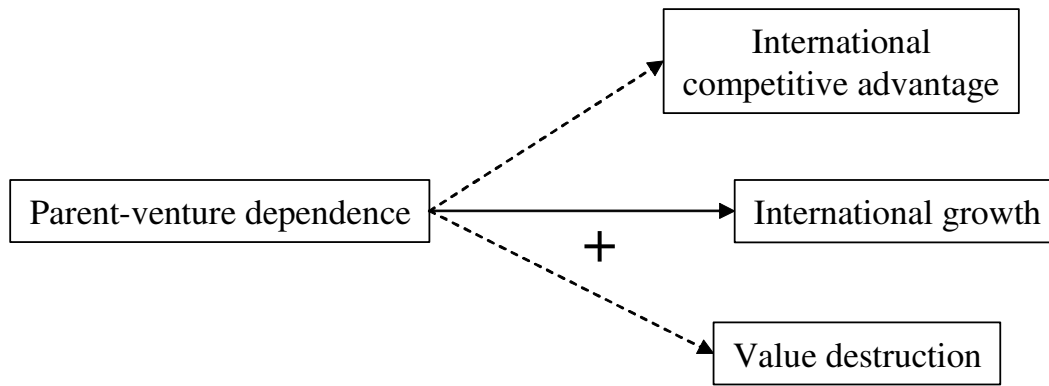 International
competitive advantage
Parent-venture dependence
International growth
+
Value destruction